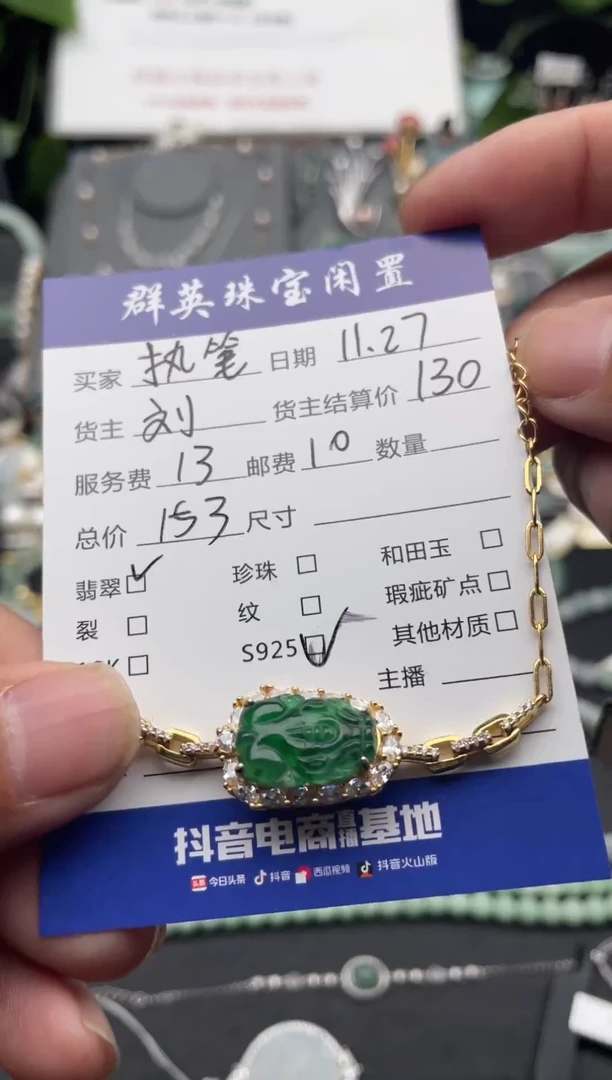 群英珠宝闲置
买家 执笔 日期 11.27
货主 刘 货主结算价 130
服务费 13 邮费 10 数量
总价 153 尺寸
翡翠 ✓ 珍珠 □ 和田玉 □
裂 □ 纹 □ 瑕疵矿点 □
S925 ✓ 其他材质 □
主播
抖音电商直播基地
头条 今日头条 抖音 西瓜视频 抖音火山版